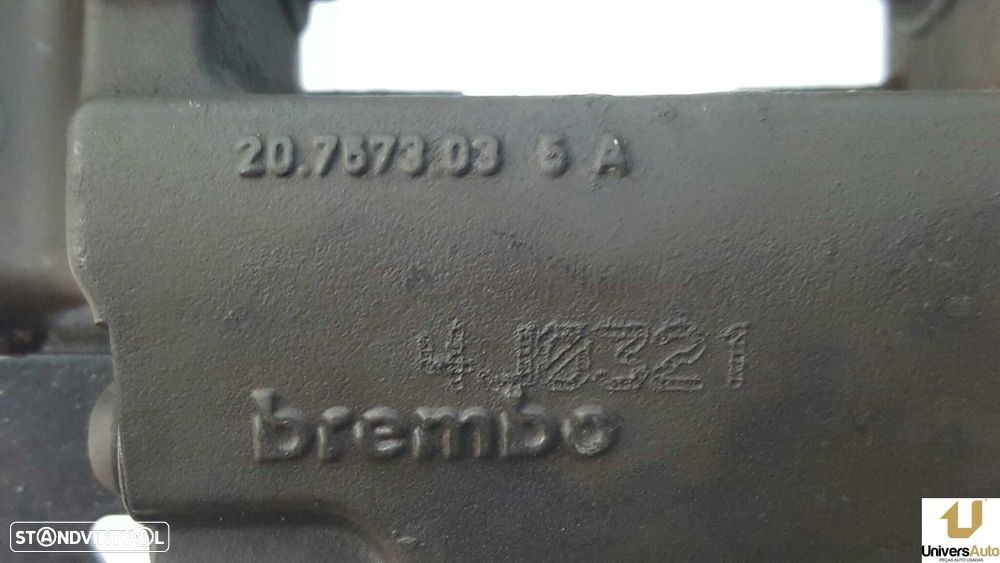 20.7673.03 6 A
4J0321
brembo
STANDVIRTUAL
UniversAuto
PEÇAS AUTO USADAS